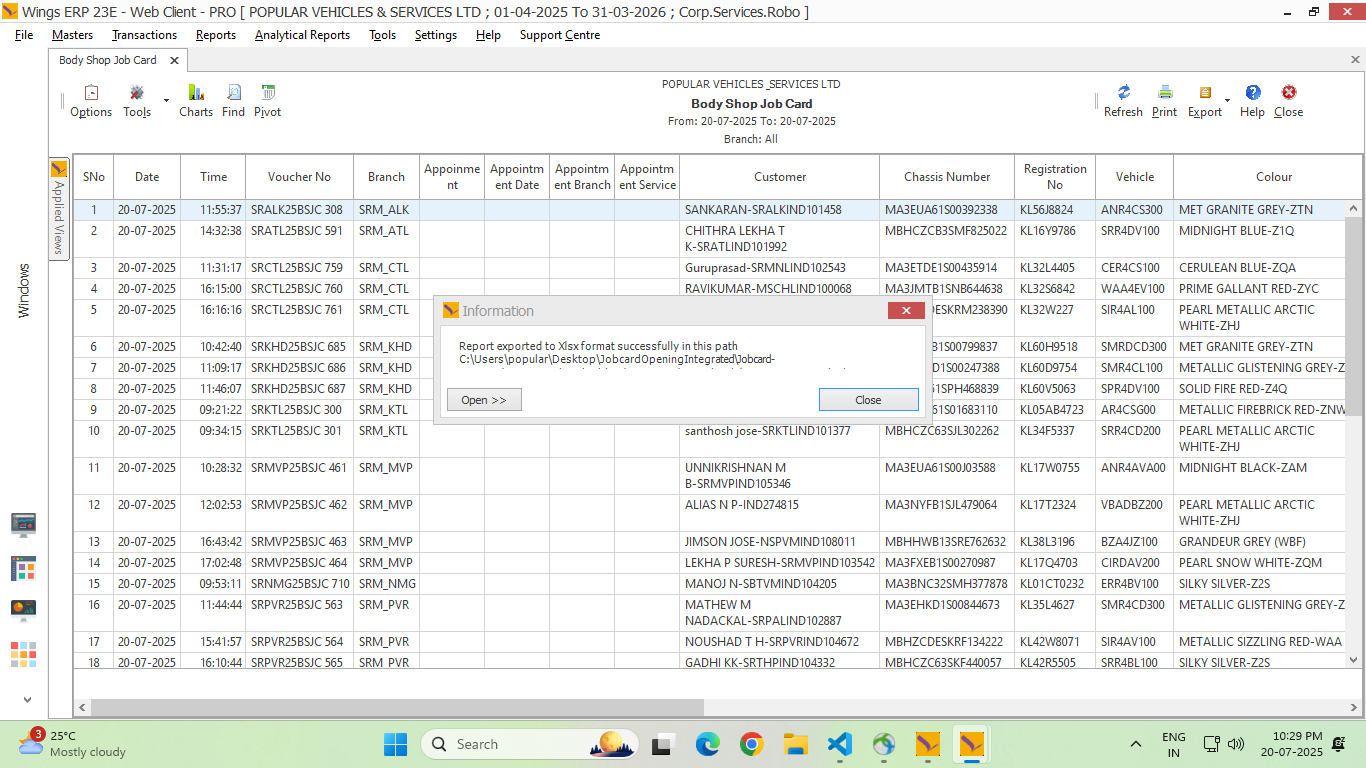 Wings ERP 23E - Web Client - PRO [ POPULAR VEHICLES & SERVICES LTD ; 01-04-2025 To 31-03-2026 ; Corp.Services.Robo ]
File Masters Transactions Reports Analytical Reports Tools Settings Help Support Centre
Body Shop Job Card
Options Tools Charts Find Pivot
POPULAR VEHICLES_SERVICES LTD
Body Shop Job Card
From: 20-07-2025 To: 20-07-2025
Branch: All
Refresh Print Export Help Close
Windows
Applied Views
SNo Date Time Voucher No Branch Appointment Appointment Date Appointment Branch Appointment Service Customer Chassis Number Registration No Vehicle Colour
1 20-07-2025 11:55:37 SRALK25BSJC 308 SRM_ALK SANKARAN-SRALKIND101458 MA3EUA61S00392338 KL56J8824 ANR4CS300 MET GRANITE GREY-ZTN
2 20-07-2025 14:32:38 SRATL25BSJC 591 SRM_ATL CHITHRA LEKHA T K-SRATLIND101992 MBHCZCB3SMF825022 KL16Y9786 SRR4DV100 MIDNIGHT BLUE-Z1Q
3 20-07-2025 11:31:17 SRCTL25BSJC 759 SRM_CTL Guruprasad-SRMNLIND102543 MA3ETDE1S00435914 KL32L4405 CER4CS100 CERULEAN BLUE-ZQA
4 20-07-2025 16:15:00 SRCTL25BSJC 760 SRM_CTL RAVIKUMAR-MSCHLIND100068 MA3JMTB1SNB644638 KL32S6842 WAA4EV100 PRIME GALLANT RED-ZYC
5 20-07-2025 16:16:16 SRCTL25BSJC 761 SRM_CTL DESKRM238390 KL32W227 SIR4AL100 PEARL METALLIC ARCTIC WHITE-ZHJ
6 20-07-2025 10:42:40 SRKHD25BSJC 685 SRM_KHD 1S00799837 KL60H9518 SMRDCD300 MET GRANITE GREY-ZTN
7 20-07-2025 11:09:17 SRKHD25BSJC 686 SRM_KHD D1S00247388 KL60D9754 SMR4CL100 METALLIC GLISTENING GREY-Z
8 20-07-2025 11:46:07 SRKHD25BSJC 687 SRM_KHD 61SPH468839 KL60V5063 SPR4DV100 SOLID FIRE RED-Z4Q
9 20-07-2025 09:21:22 SRKTL25BSJC 300 SRM_KTL 61S01683110 KL05AB4723 AR4CSG00 METALLIC FIREBRICK RED-ZNW
10 20-07-2025 09:34:15 SRKTL25BSJC 301 SRM_KTL santhosh jose-SRKTLIND101377 MBHCZC63SJL302262 KL34F5337 SRR4CD200 PEARL METALLIC ARCTIC WHITE-ZHJ
11 20-07-2025 10:28:32 SRMVP25BSJC 461 SRM_MVP UNNIKRISHNAN M B-SRMVPIND105346 MA3EUA61S00J03588 KL17W0755 ANR4AVA00 MIDNIGHT BLACK-ZAM
12 20-07-2025 12:02:53 SRMVP25BSJC 462 SRM_MVP ALIAS N P-IND274815 MA3NYFB1SJL479064 KL17T2324 VBADBZ200 PEARL METALLIC ARCTIC WHITE-ZHJ
13 20-07-2025 16:43:42 SRMVP25BSJC 463 SRM_MVP JIMSON JOSE-NSPVMIND108011 MBHHWB13SRE762632 KL38L3196 BZA4JZ100 GRANDEUR GREY (WBF)
14 20-07-2025 17:02:48 SRMVP25BSJC 464 SRM_MVP LEKHA P SURESH-SRMVPIND103542 MA3FXEB1S00270987 KL17Q4703 CIRDAV200 PEARL SNOW WHITE-ZQM
15 20-07-2025 09:53:11 SRNMG25BSJC 710 SRM_NMG MANOJ N-SBTVMIND104205 MA3BNC32SMH377878 KL01CT0232 ERR4BV100 SILKY SILVER-Z2S
16 20-07-2025 11:44:44 SRPVR25BSJC 563 SRM_PVR MATHEW M NADACKAL-SRPALIND102887 MA3EHKD1S00844673 KL35L4627 SMR4CD300 METALLIC GLISTENING GREY-Z
17 20-07-2025 15:41:57 SRPVR25BSJC 564 SRM_PVR NOUSHAD T H-SRPVRIND104672 MBHZCDESKRF134222 KL42W8071 SIR4AV100 METALLIC SIZZLING RED-WAA
18 20-07-2025 16:10:44 SRPVR25BSJC 565 SRM_PVR GADHI KK-SRTHPIND104332 MBHCZC63SKF440057 KL42R5505 SRR4BL100 SILKY SILVER-Z2S
Information
Report exported to Xlsx format successfully in this path
C:\Users\popular\Desktop\JobcardOpeningIntegrated\Jobcard-
Open >> Close
3 25°C
Mostly cloudy
Search
ENG
IN
10:29 PM
20-07-2025